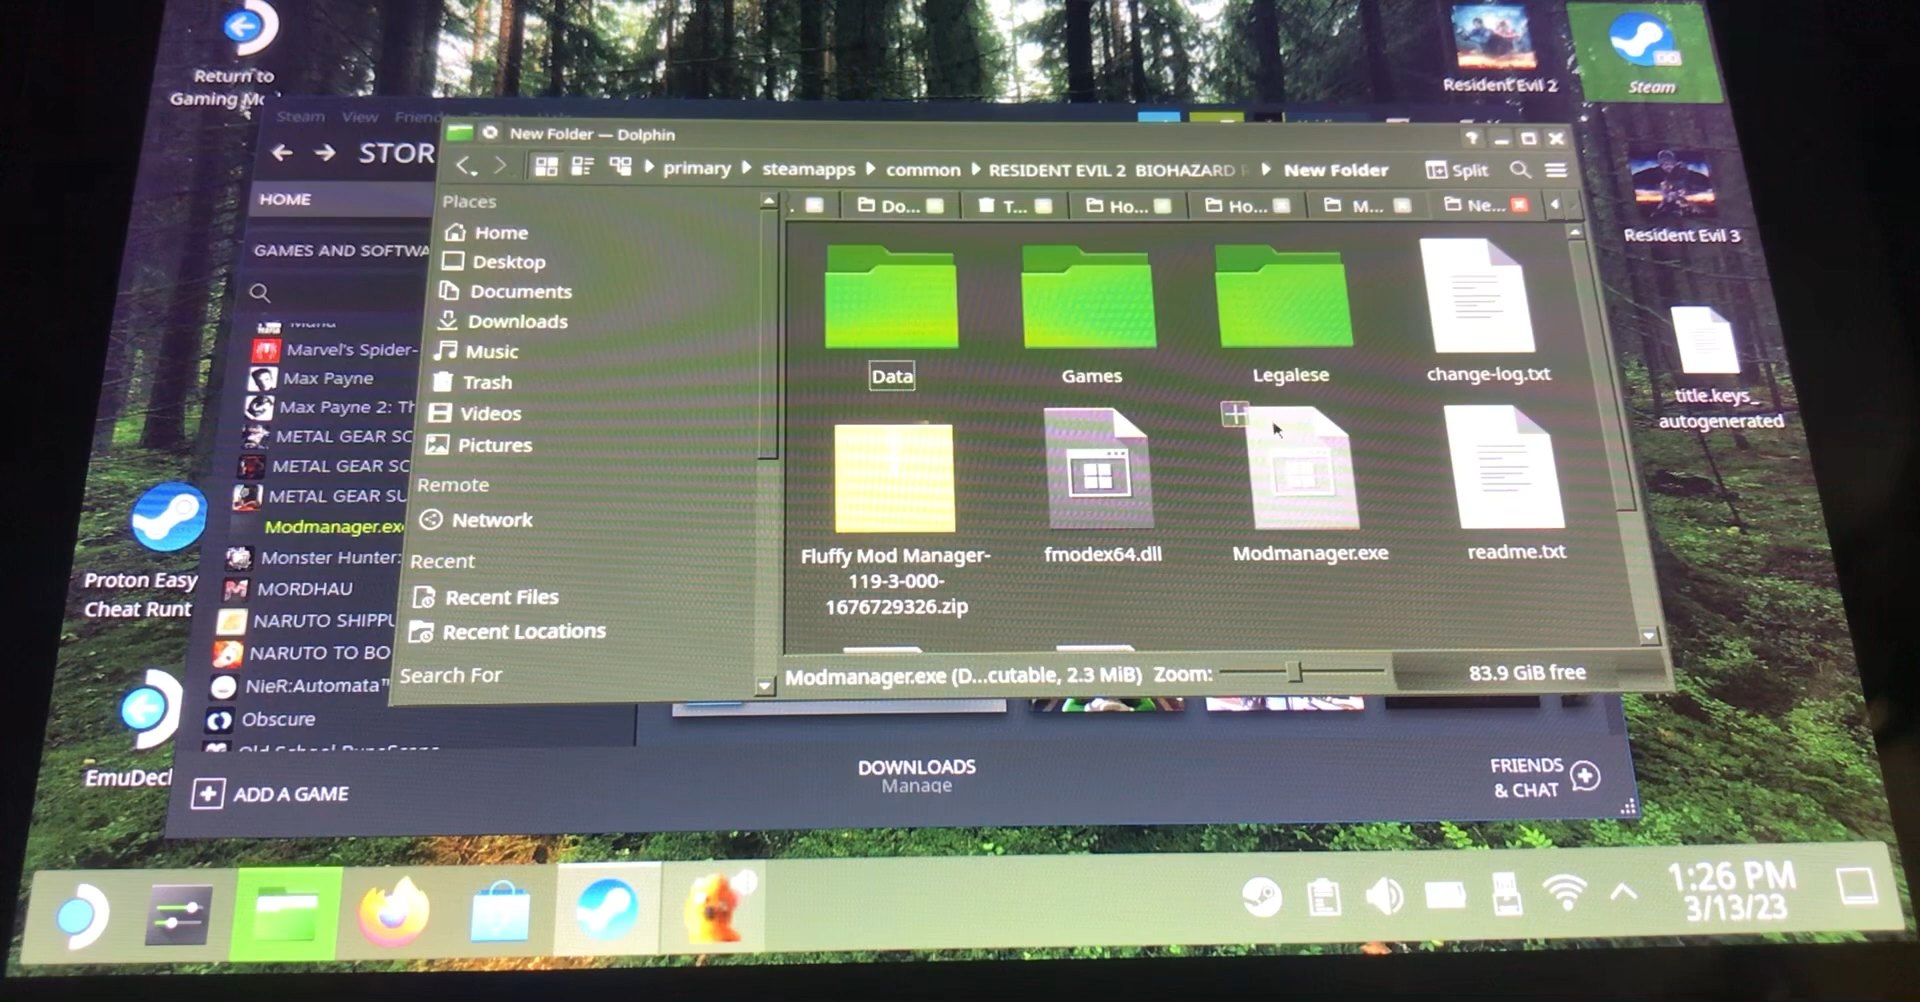 Return to
Gaming Mo
Resident Evil 2
Steam
Steam View Friends
New Folder — Dolphin
STOR
primary steamapps common RESIDENT EVIL 2 BIOHAZARD R New Folder
Split
HOME
Places
Do...
T...
Ho...
Ho...
M...
Ne...
Home
GAMES AND SOFTWA
Desktop
Documents
Downloads
Music
Trash
Videos
Pictures
Remote
Network
Recent
Recent Files
Recent Locations
Search For
Marvel's Spider-
Max Payne
Max Payne 2: Th
METAL GEAR SC
METAL GEAR SC
METAL GEAR SU
Modmanager.exe
Monster Hunter:
MORDHAU
NARUTO SHIPPU
NARUTO TO BO
NieR:Automata™
Obscure
Old School RuneScape
Data
Games
Legalese
change-log.txt
Fluffy Mod Manager-
119-3-000-
1676729326.zip
fmodex64.dll
Modmanager.exe
readme.txt
Modmanager.exe (D...cutable, 2.3 MiB)
Zoom:
83.9 GiB free
Resident Evil 3
title.keys_
autogenerated
Proton Easy
Cheat Runt
EmuDeck
ADD A GAME
DOWNLOADS
Manage
FRIENDS
& CHAT
1:26 PM
3/13/23